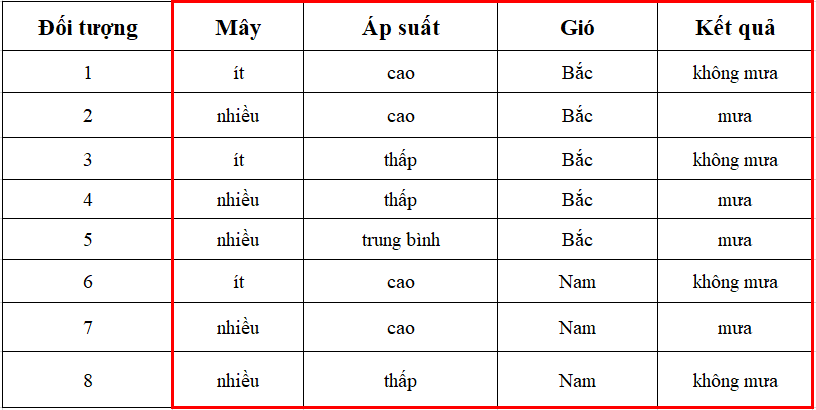 Đối tượng Mây Áp suất Gió Kết quả
1 ít cao Bắc không mưa
2 nhiều cao Bắc mưa
3 ít thấp Bắc không mưa
4 nhiều thấp Bắc mưa
5 nhiều trung bình Bắc mưa
6 ít cao Nam không mưa
7 nhiều cao Nam mưa
8 nhiều thấp Nam không mưa